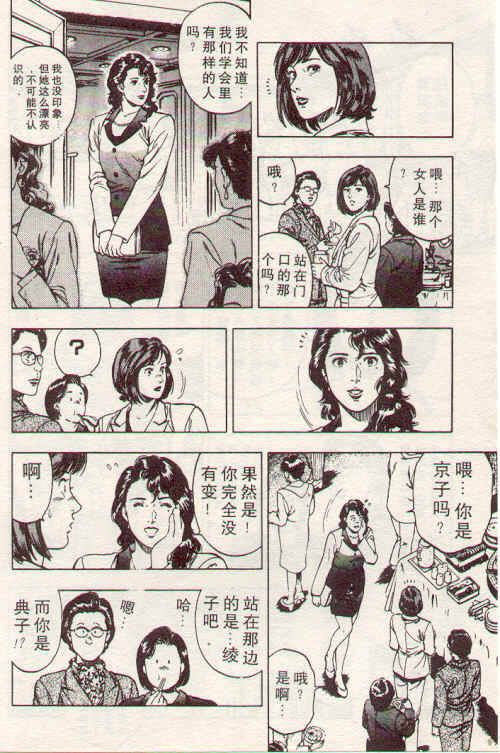 喂…那个
女人是谁
?
哦?
站在门
口的那
个吗?
我不知道…
我们学会里
有那样的人
吗?
我也没印象…
但她这么漂亮
,不可能不认
识的.
?
喂…你是
京子吗?
哦?
是啊…
果然是!
你完全没
有变!
啊…
站在那边
的是…绫
子吧
哈…
嗯…
而你是
典子!?